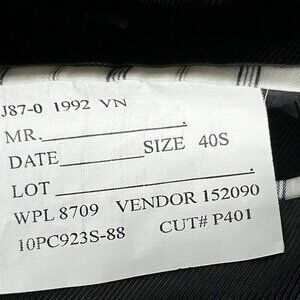 J87-0 1992 VN
MR.
DATE SIZE 40S
LOT
WPL 8709 VENDOR 152090
10PC923S-88 CUT# P401